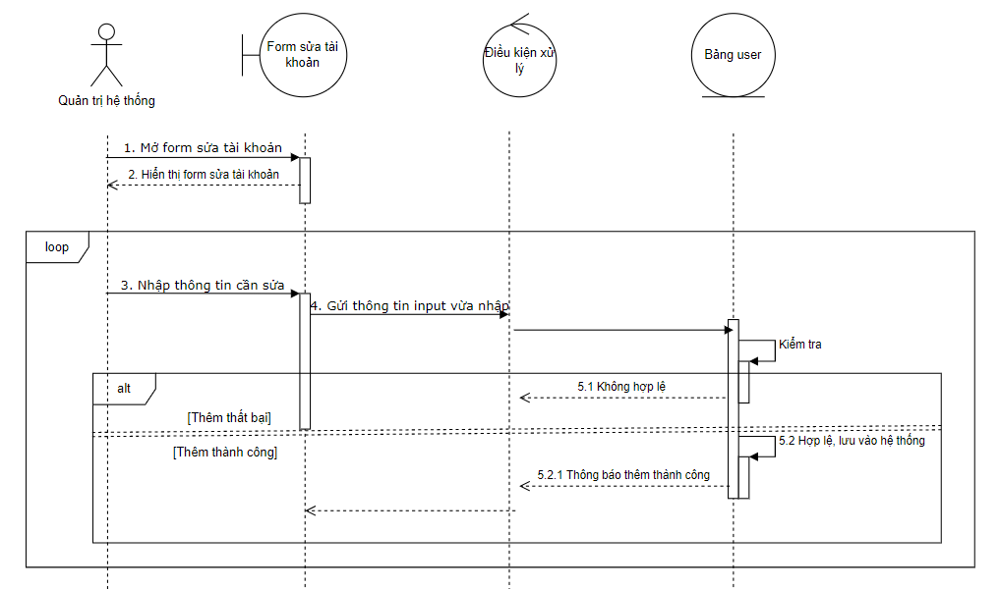 Form sửa tài
khoản
Điều kiện xử
lý
Bảng user
Quản trị hệ thống
1. Mở form sửa tài khoản
2. Hiển thị form sửa tài khoản
loop
3. Nhập thông tin cần sửa
4. Gửi thông tin input vừa nhập
Kiểm tra
alt
5.1 Không hợp lệ
[Thêm thất bại]
5.2 Hợp lệ, lưu vào hệ thống
[Thêm thành công]
5.2.1 Thông báo thêm thành công